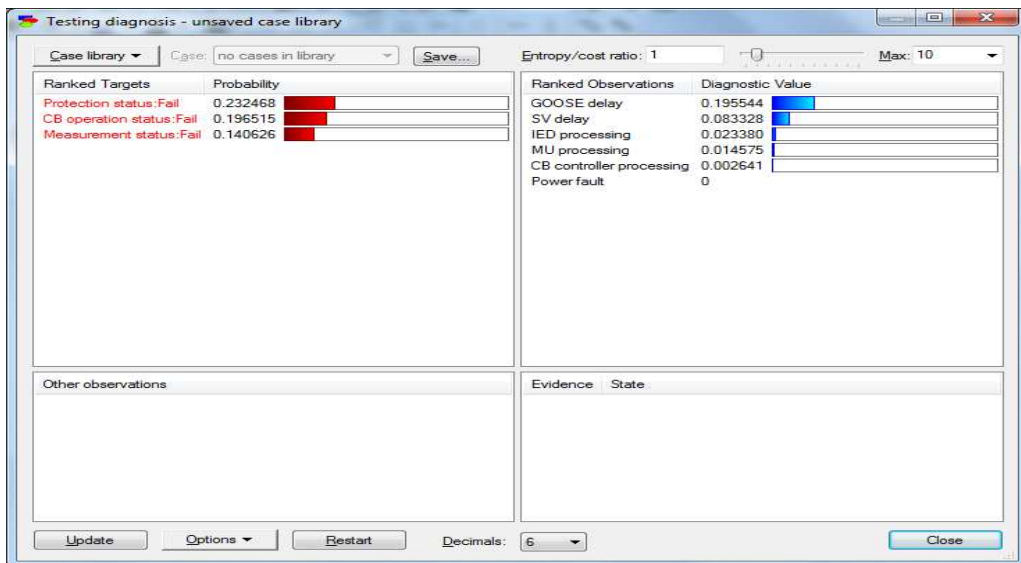 Testing diagnosis - unsaved case library
Case library Case: no cases in library Save... Entropy/cost ratio: 1 Max: 10
Ranked Targets Probability
Protection status:Fail 0.232468
CB operation status:Fail 0.196515
Measurement status:Fail 0.140626
Ranked Observations Diagnostic Value
GOOSE delay 0.195544
SV delay 0.083328
IED processing 0.023380
MU processing 0.014575
CB controller processing 0.002641
Power fault 0
Other observations
Evidence State
Update Options Restart Decimals: 6 Close